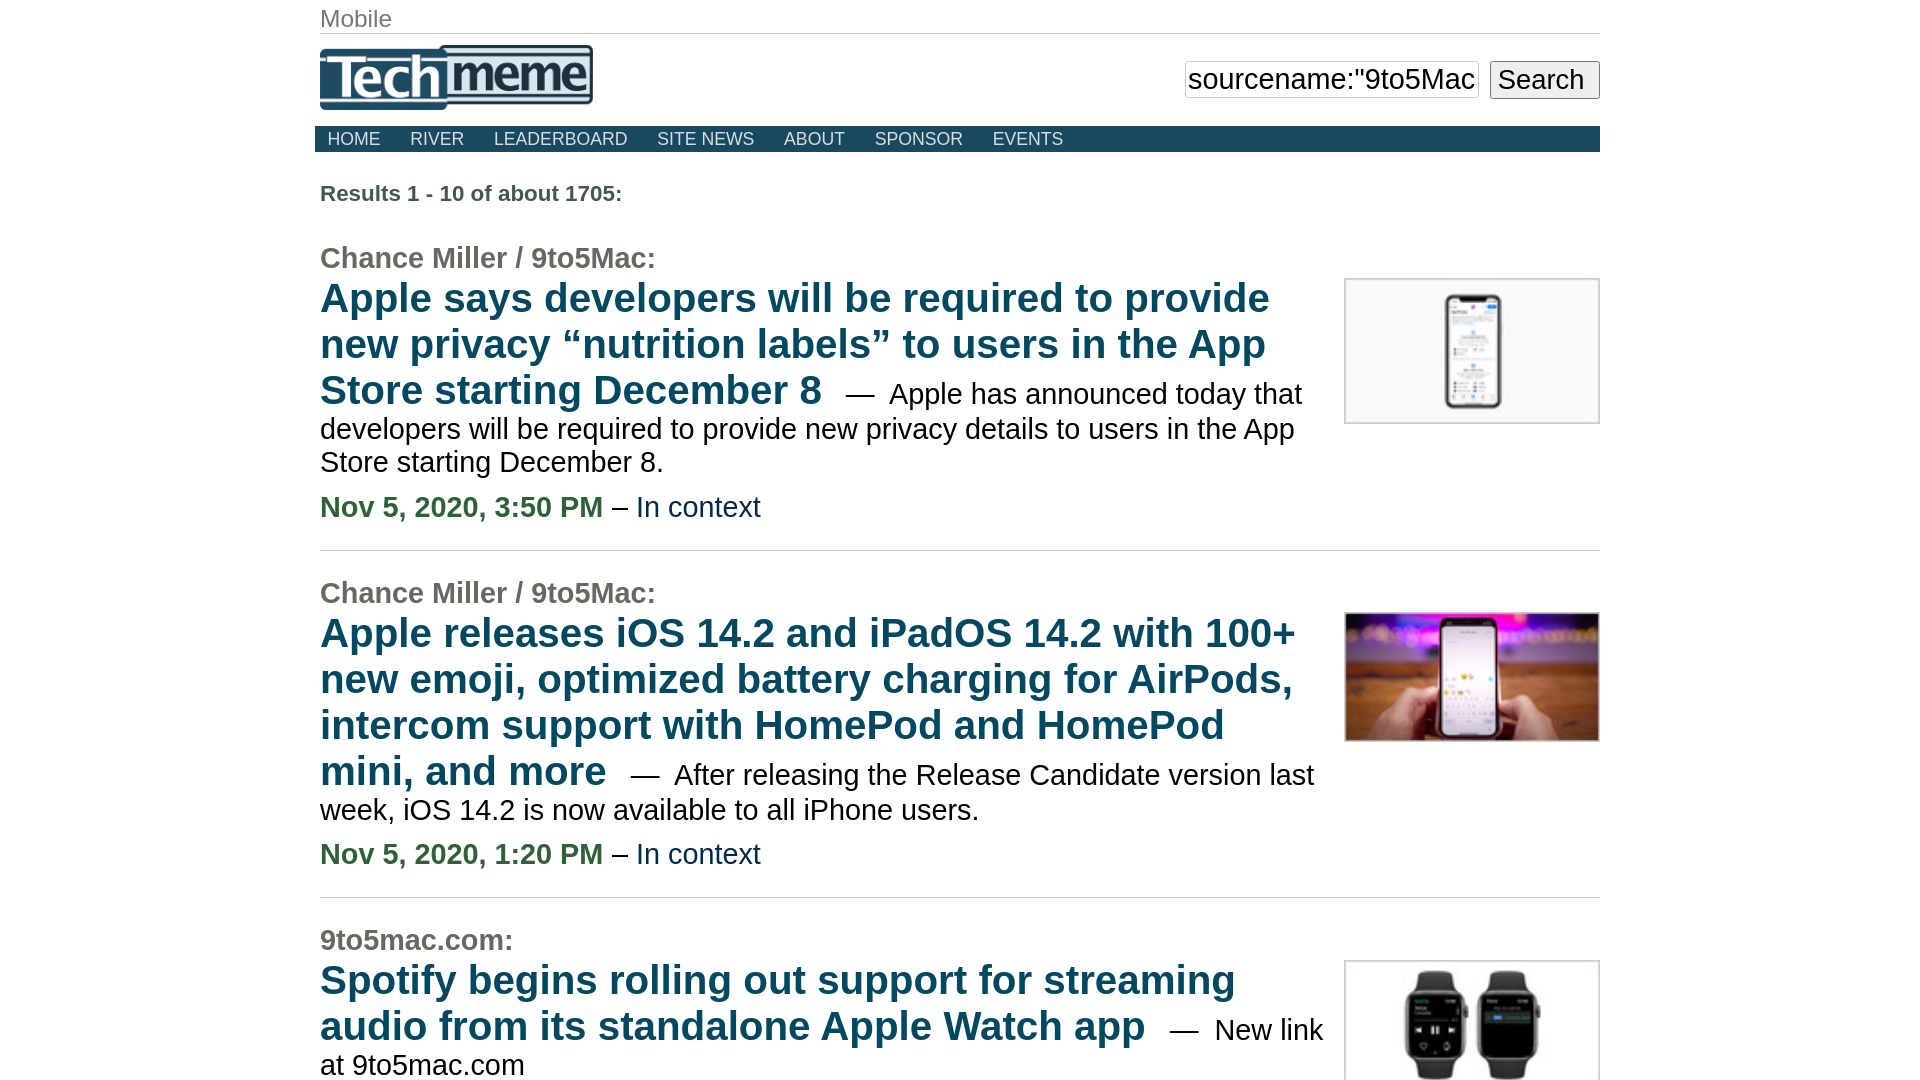 Mobile
Techmeme
sourcename:"9to5Mac
Search
HOME RIVER LEADERBOARD SITE NEWS ABOUT SPONSOR EVENTS
Results 1 - 10 of about 1705:
Chance Miller / 9to5Mac:
Apple says developers will be required to provide
new privacy “nutrition labels” to users in the App
Store starting December 8 — Apple has announced today that
developers will be required to provide new privacy details to users in the App
Store starting December 8.
Nov 5, 2020, 3:50 PM – In context
Chance Miller / 9to5Mac:
Apple releases iOS 14.2 and iPadOS 14.2 with 100+
new emoji, optimized battery charging for AirPods,
intercom support with HomePod and HomePod
mini, and more — After releasing the Release Candidate version last
week, iOS 14.2 is now available to all iPhone users.
Nov 5, 2020, 1:20 PM – In context
9to5mac.com:
Spotify begins rolling out support for streaming
audio from its standalone Apple Watch app — New link
at 9to5mac.com